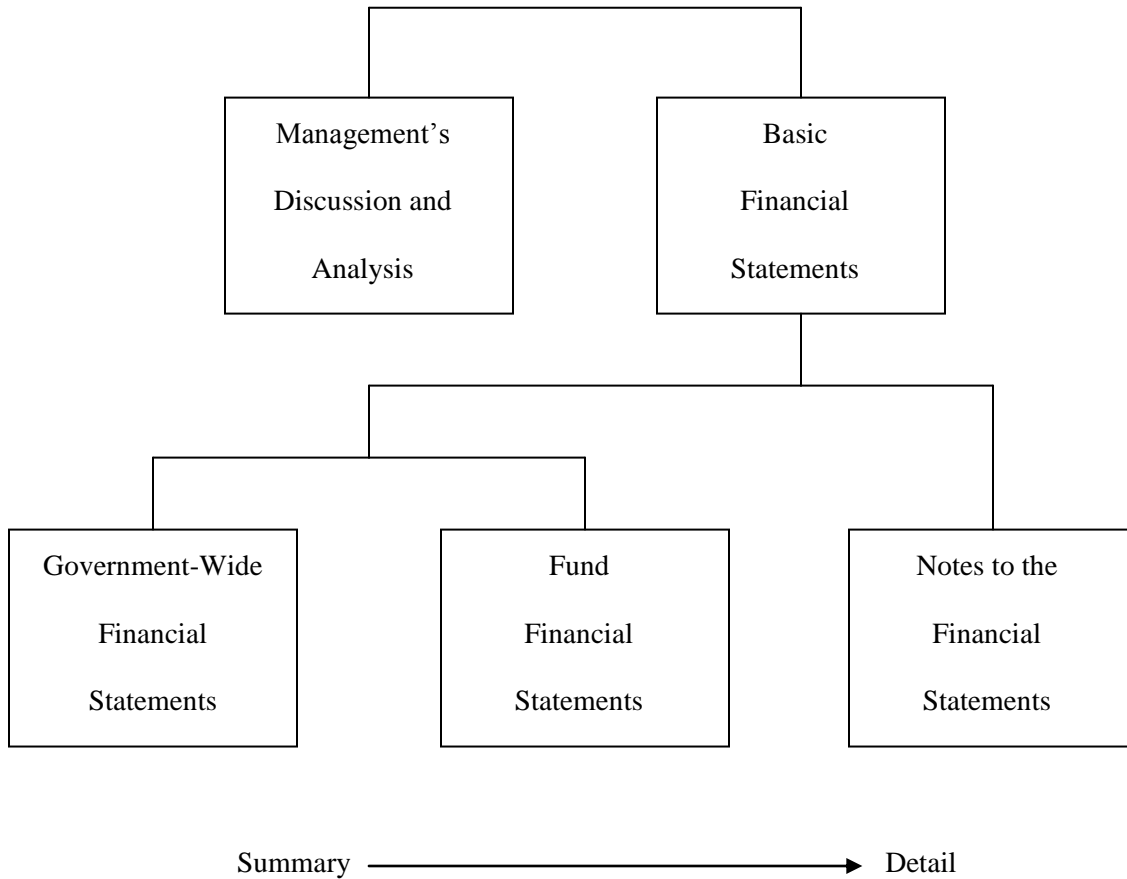 Management’s
Discussion and
Analysis
Basic
Financial
Statements
Government-Wide
Financial
Statements
Fund
Financial
Statements
Notes to the
Financial
Statements
Summary
Detail